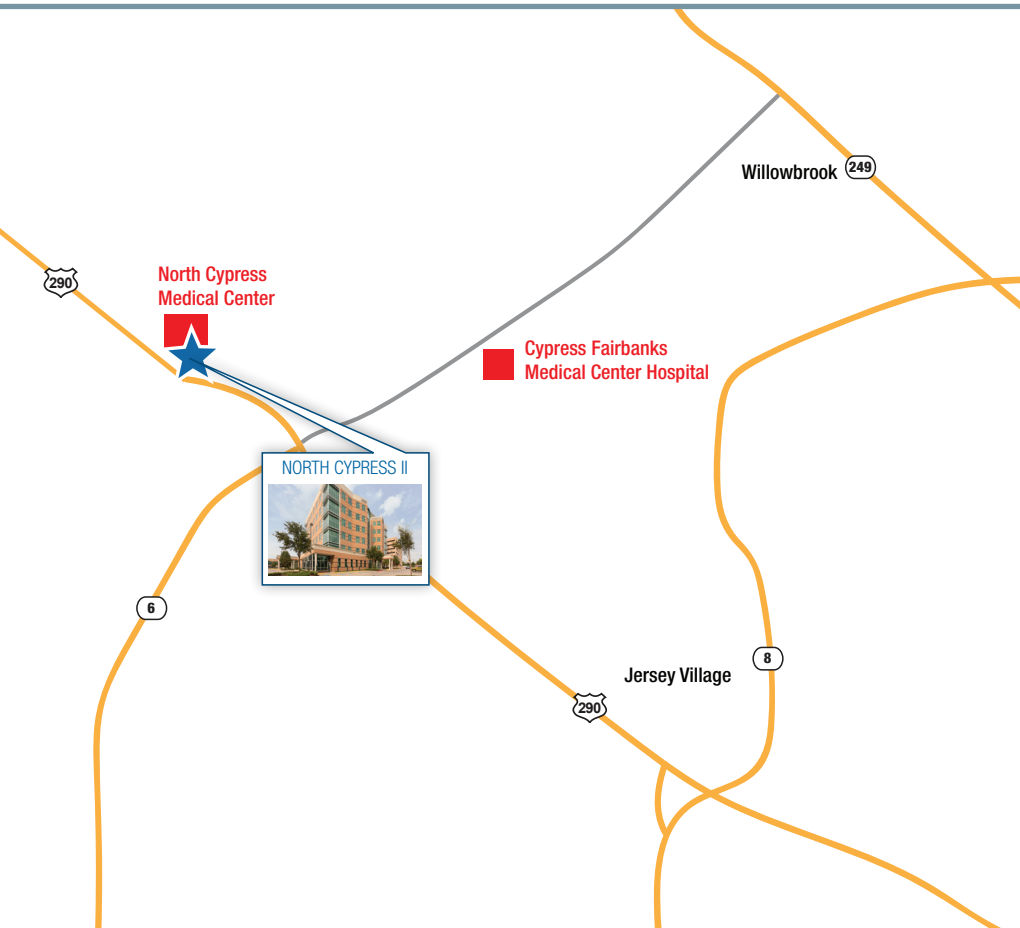 Willowbrook
249
North Cypress
Medical Center
290
Cypress Fairbanks
Medical Center Hospital
NORTH CYPRESS II
6
8
Jersey Village
290